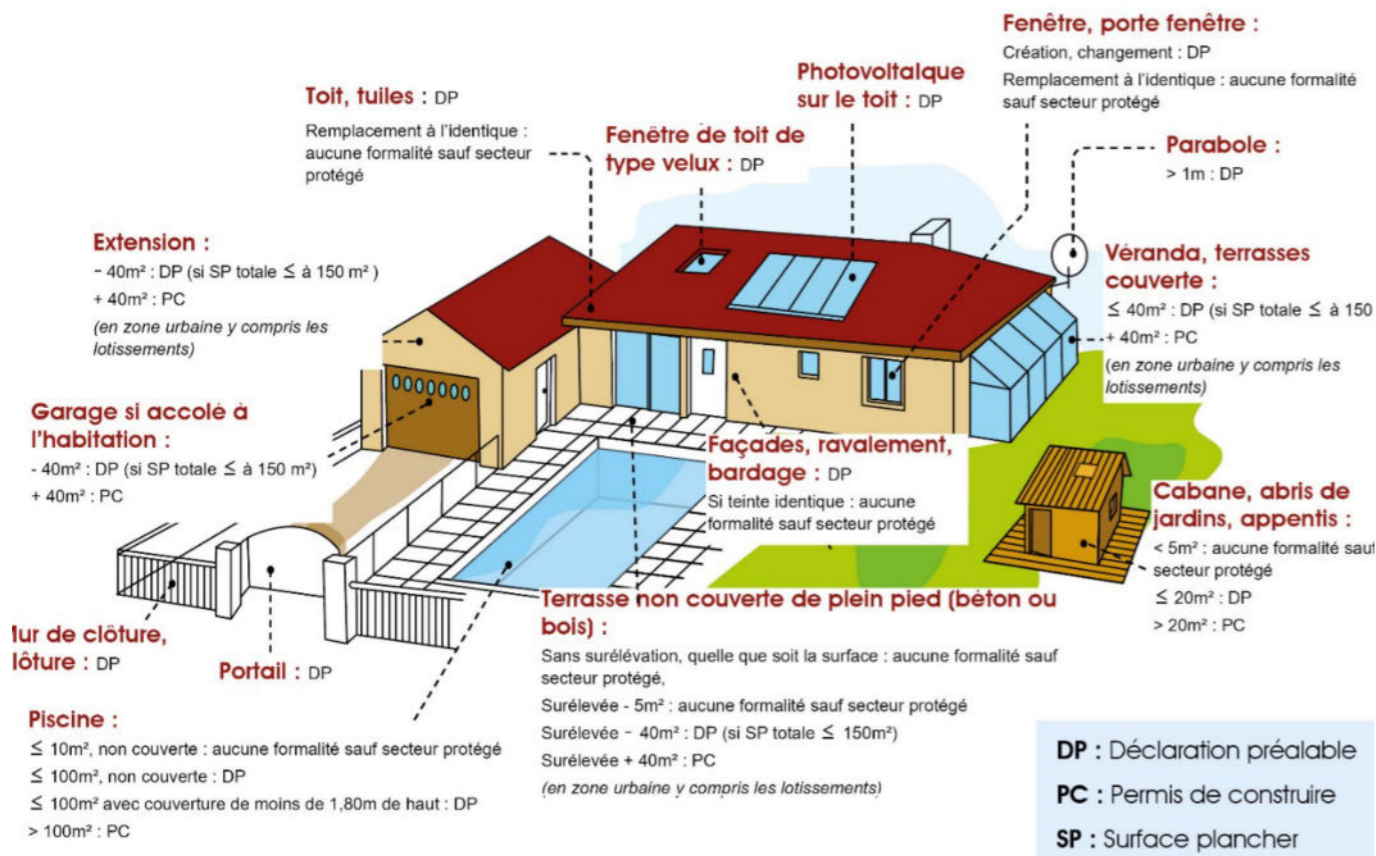 Fenêtre, porte fenêtre :
Création, changement : DP
Remplacement à l'identique : aucune formalité
sauf secteur protégé
Photovoltalque
sur le toit : DP
Toit, tuiles : DP
Remplacement à l'identique :
aucune formalité sauf secteur
protégé
Fenêtre de toit de
type velux : DP
Parabole :
> 1m : DP
Extension :
- 40m² : DP (si SP totale ≤ à 150 m² )
+ 40m² : PC
(en zone urbaine y compris les
lotissements)
Véranda, terrasses
couverte :
≤ 40m² : DP (si SP totale ≤ à 150
+ 40m² : PC
(en zone urbaine y compris les
lotissements)
Garage si accolé à
l'habitation :
- 40m² : DP (si SP totale ≤ à 150 m²)
+ 40m² : PC
Façades, ravalement,
bardage : DP
Si teinte identique : aucune
formalité sauf secteur protégé
Cabane, abris de
jardins, appentis :
< 5m² : aucune formalité sauf
secteur protégé
≤ 20m² : DP
> 20m² : PC
ur de clôture,
lôture : DP
Portail : DP
Terrasse non couverte de plein pied (béton ou
bois) :
Sans surélévation, quelle que soit la surface : aucune formalité sauf
secteur protégé,
Surélevée - 5m² : aucune formalité sauf secteur protégé
Surélevée - 40m² : DP (si SP totale ≤ 150m²)
Surélevée + 40m² : PC
(en zone urbaine y compris les lotissements)
Piscine :
≤ 10m², non couverte : aucune formalité sauf secteur protégé
≤ 100m², non couverte : DP
≤ 100m² avec couverture de moins de 1,80m de haut : DP
> 100m² : PC
DP : Déclaration préalable
PC : Permis de construire
SP : Surface plancher